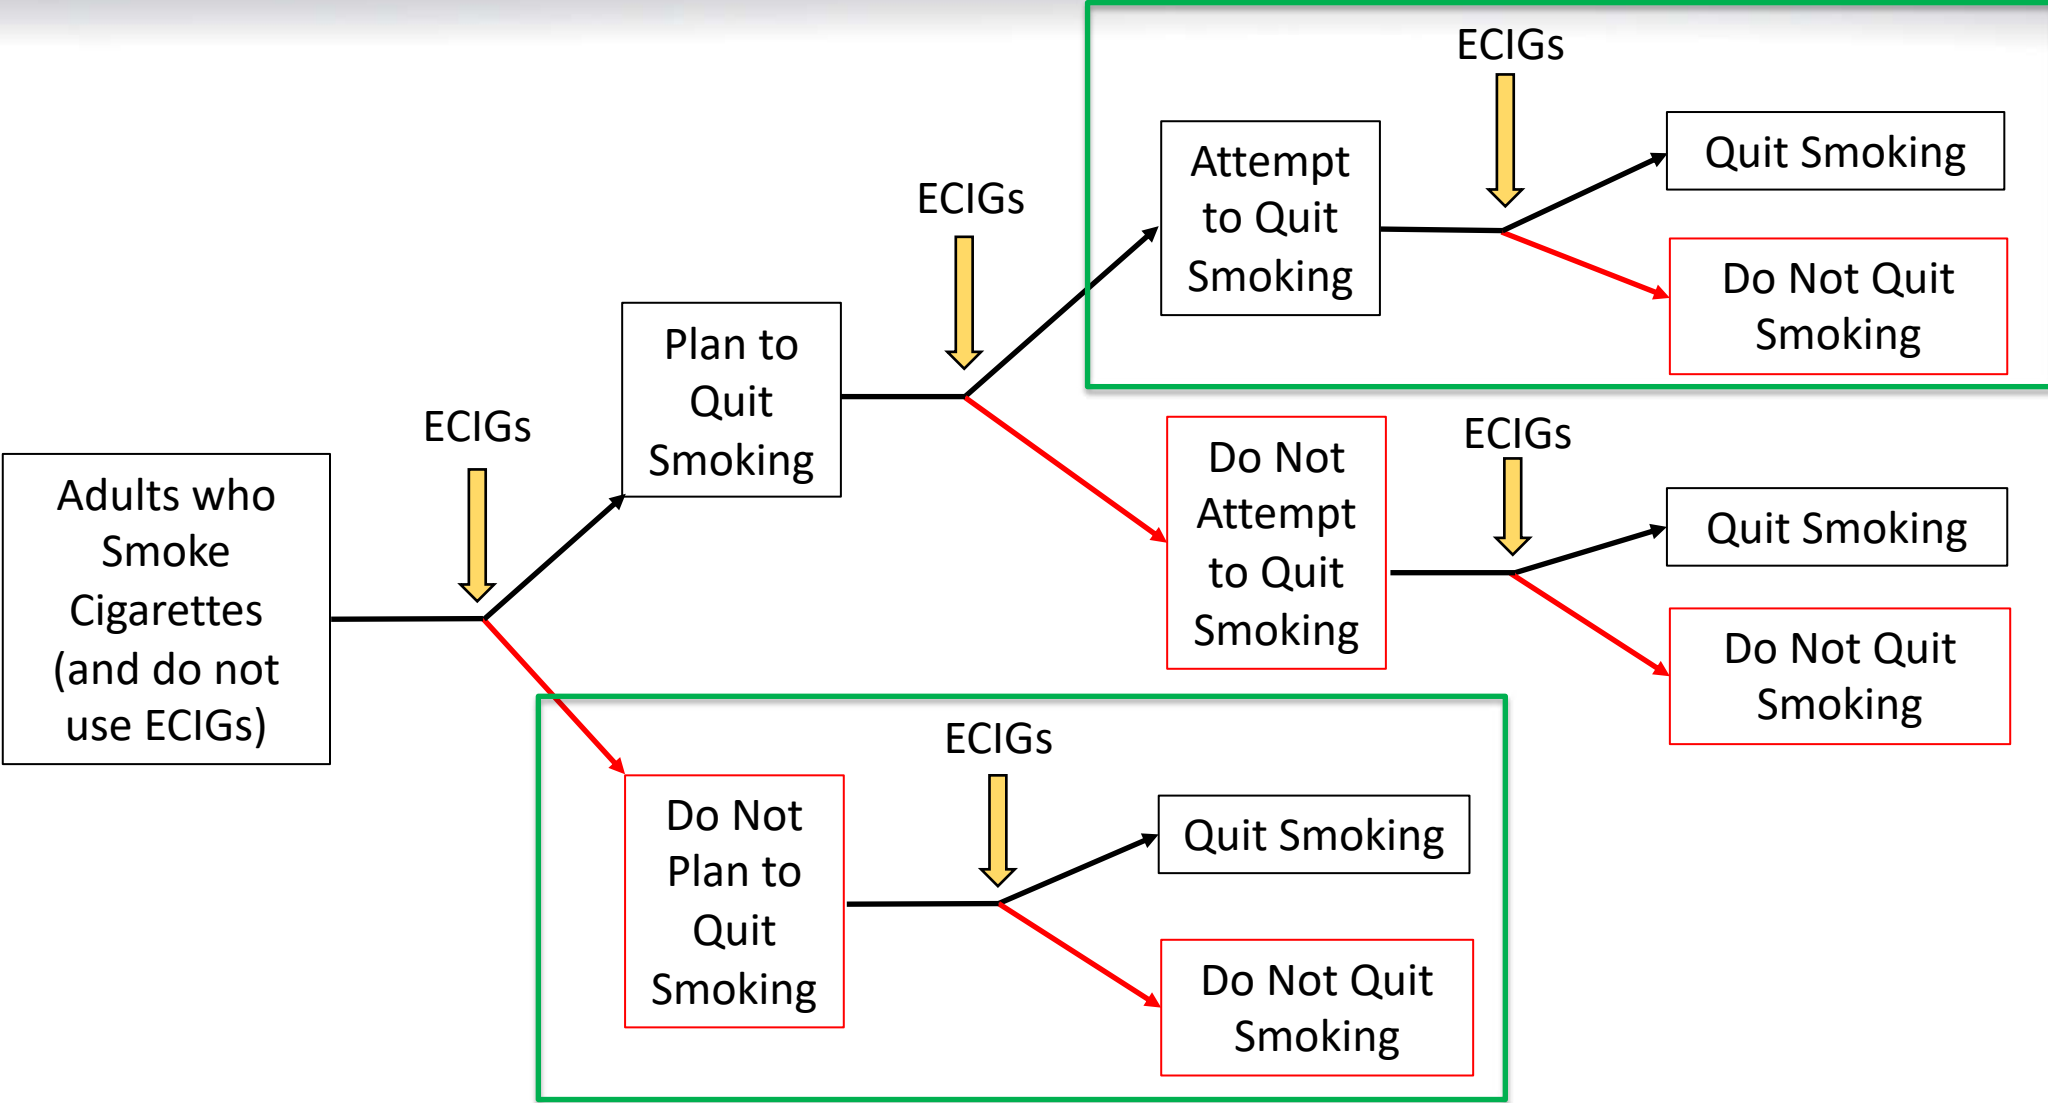 Adults who
Smoke
Cigarettes
(and do not
use ECIGs)
ECIGs
Plan to
Quit
Smoking
ECIGs
Attempt
to Quit
Smoking
ECIGs
Quit Smoking
Do Not Quit
Smoking
Do Not
Attempt
to Quit
Smoking
ECIGs
Quit Smoking
Do Not Quit
Smoking
Do Not
Plan to
Quit
Smoking
ECIGs
Quit Smoking
Do Not Quit
Smoking